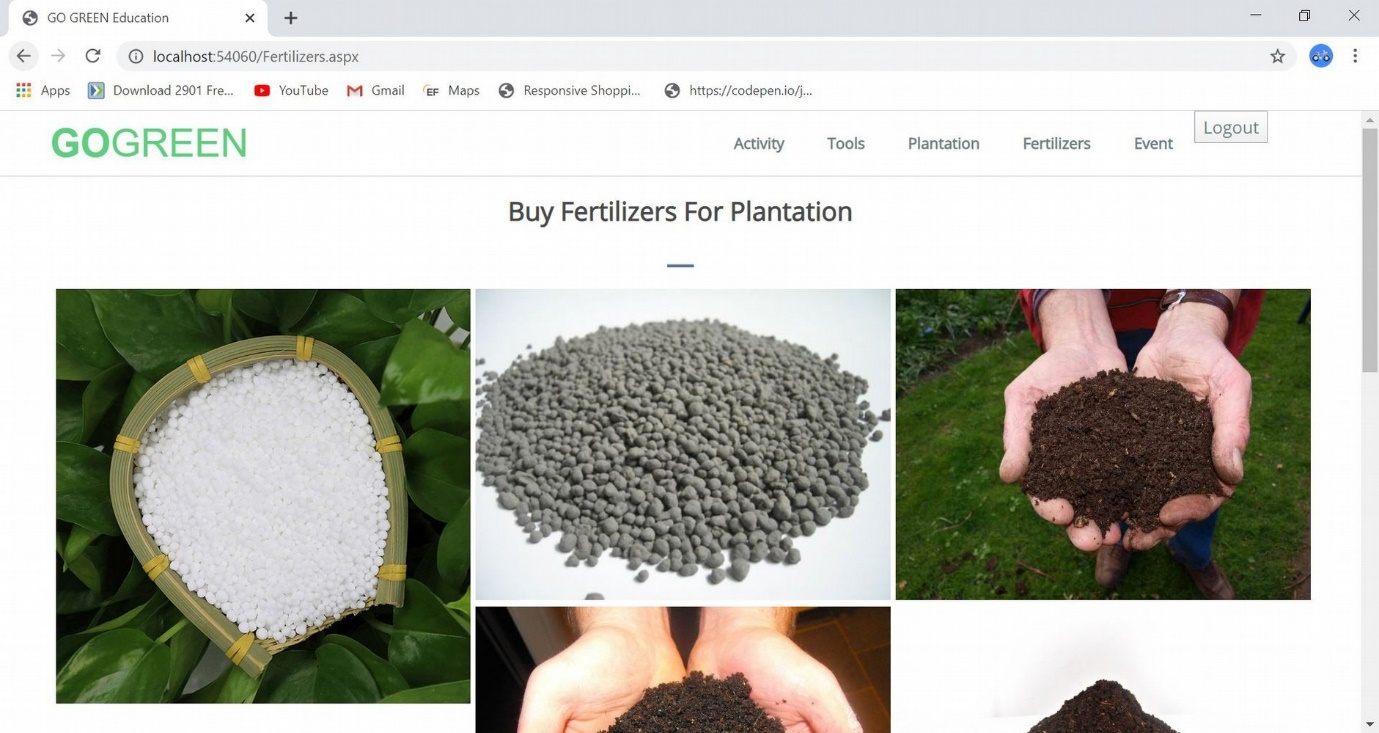 GO GREEN Education
localhost:54060/Fertilizers.aspx
Apps Download 2901 Fre... YouTube Gmail EF Maps Responsive Shoppi... https://codepen.io/j...
GOGREEN Activity Tools Plantation Fertilizers Event Logout
Buy Fertilizers For Plantation